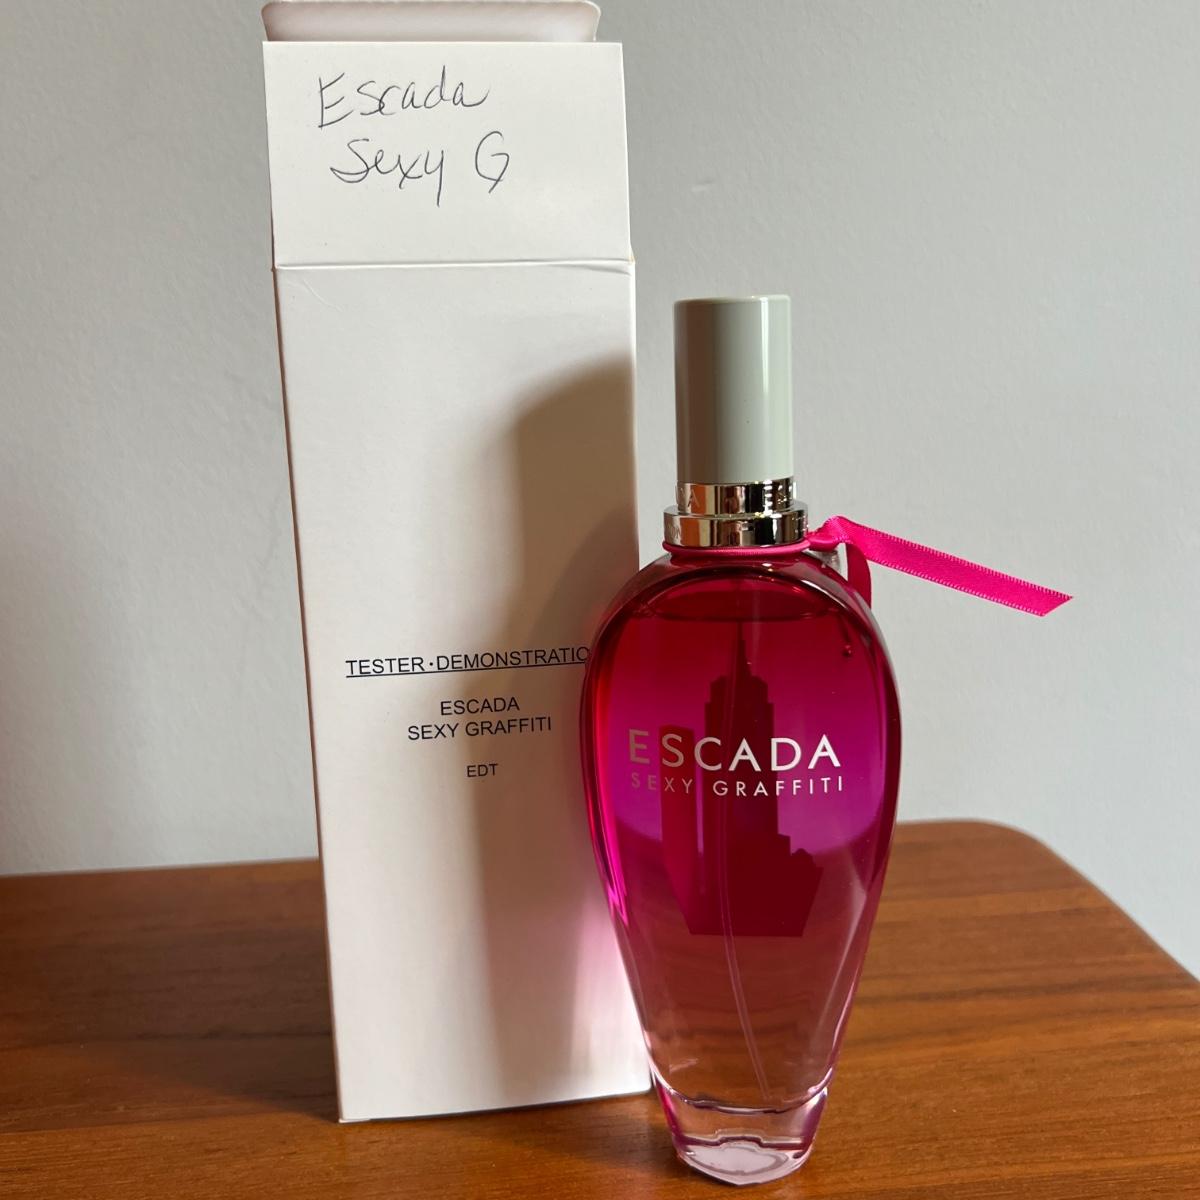 Escada
Sexy G
TESTER·DEMONSTRATIO
ESCADA
SEXY GRAFFITI
EDT
ESCADA
SEXY GRAFFITI